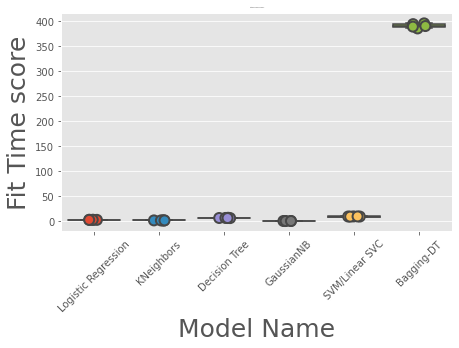 400
350
300
250
200
150
100
50
0
Fit Time score
Logistic Regression
KNeighbors
Decision Tree
GaussianNB
SVM/Linear SVC
Bagging-DT
Model Name